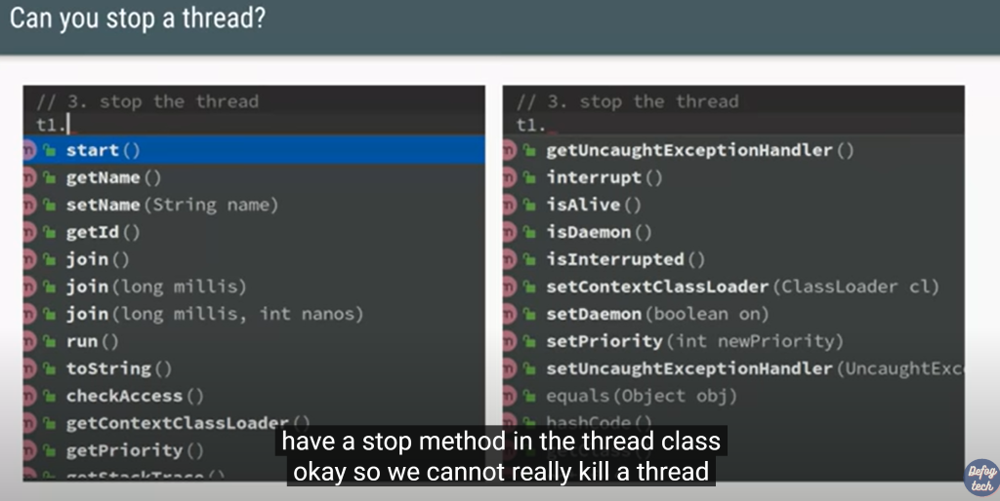 Can you stop a thread?
// 3. stop the thread
t1.
start()
getName()
setName(String name)
getId()
join()
join(long millis)
join(long millis, int nanos)
run()
toString()
checkAccess()
getContextClassLoader()
getPriority()
getStackTrace()
// 3. stop the thread
t1.
getUncaughtExceptionHandler()
interrupt()
isAlive()
isDaemon()
isInterrupted()
setContextClassLoader(ClassLoader cl)
setDaemon(boolean on)
setPriority(int newPriority)
setUncaughtExceptionHandler(UncaughtExc
equals(Object obj)
hashCode()
getClass()
have a stop method in the thread class
okay so we cannot really kill a thread
Defog
tech